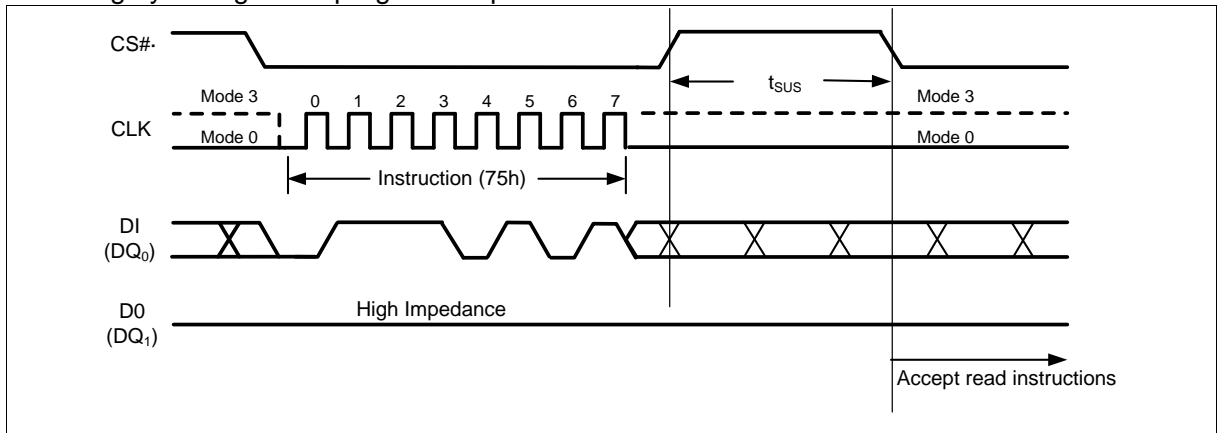 CS#·
tSUS
Mode 3
0 1 2 3 4 5 6 7
Mode 3
CLK
Mode 0
Mode 0
Instruction (75h)
DI
(DQ0)
D0
(DQ1)
High Impedance
Accept read instructions